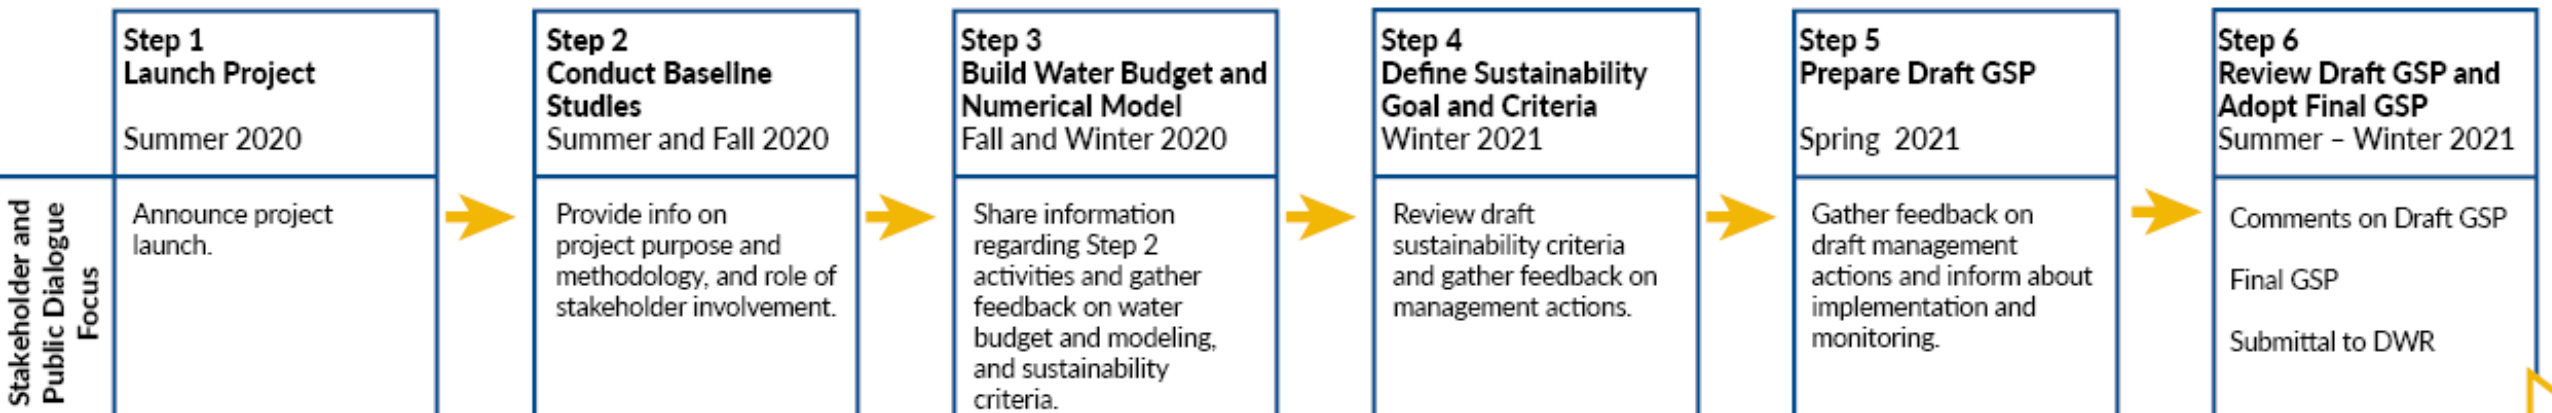 Step 1
Launch Project
Summer 2020
Step 2
Conduct Baseline
Studies
Summer and Fall 2020
Step 3
Build Water Budget and
Numerical Model
Fall and Winter 2020
Step 4
Define Sustainability
Goal and Criteria
Winter 2021
Step 5
Prepare Draft GSP
Spring 2021
Step 6
Review Draft GSP and
Adopt Final GSP
Summer – Winter 2021
Stakeholder and
Public Dialogue
Focus
Announce project
launch.
Provide info on
project purpose and
methodology, and role of
stakeholder involvement.
Share information
regarding Step 2
activities and gather
feedback on water
budget and modeling,
and sustainability
criteria.
Review draft
sustainability criteria
and gather feedback on
management actions.
Gather feedback on
draft management
actions and inform about
implementation and
monitoring.
Comments on Draft GSP
Final GSP
Submittal to DWR